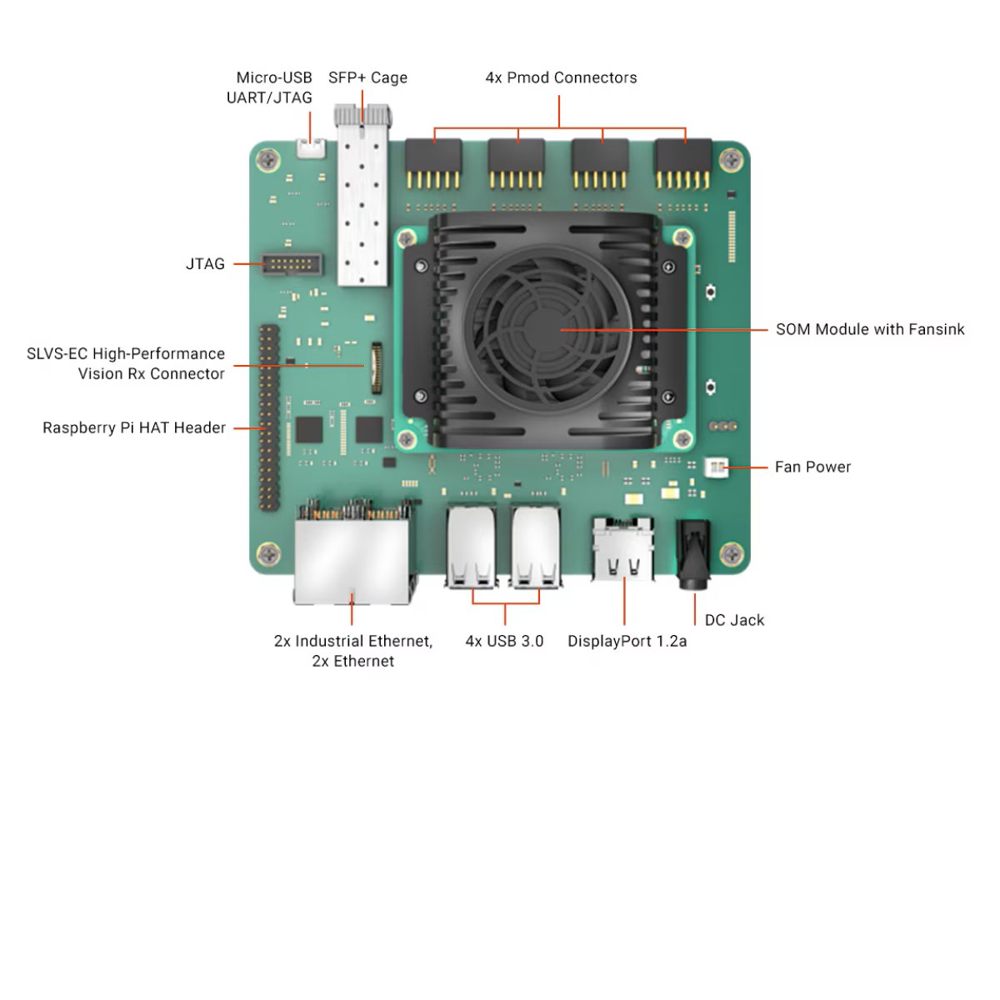 Micro-USB
UART/JTAG
SFP+ Cage
4x Pmod Connectors
JTAG
SOM Module with Fansink
SLVS-EC High-Performance
Vision Rx Connector
Raspberry Pi HAT Header
Fan Power
DC Jack
2x Industrial Ethernet,
2x Ethernet
4x USB 3.0
DisplayPort 1.2a